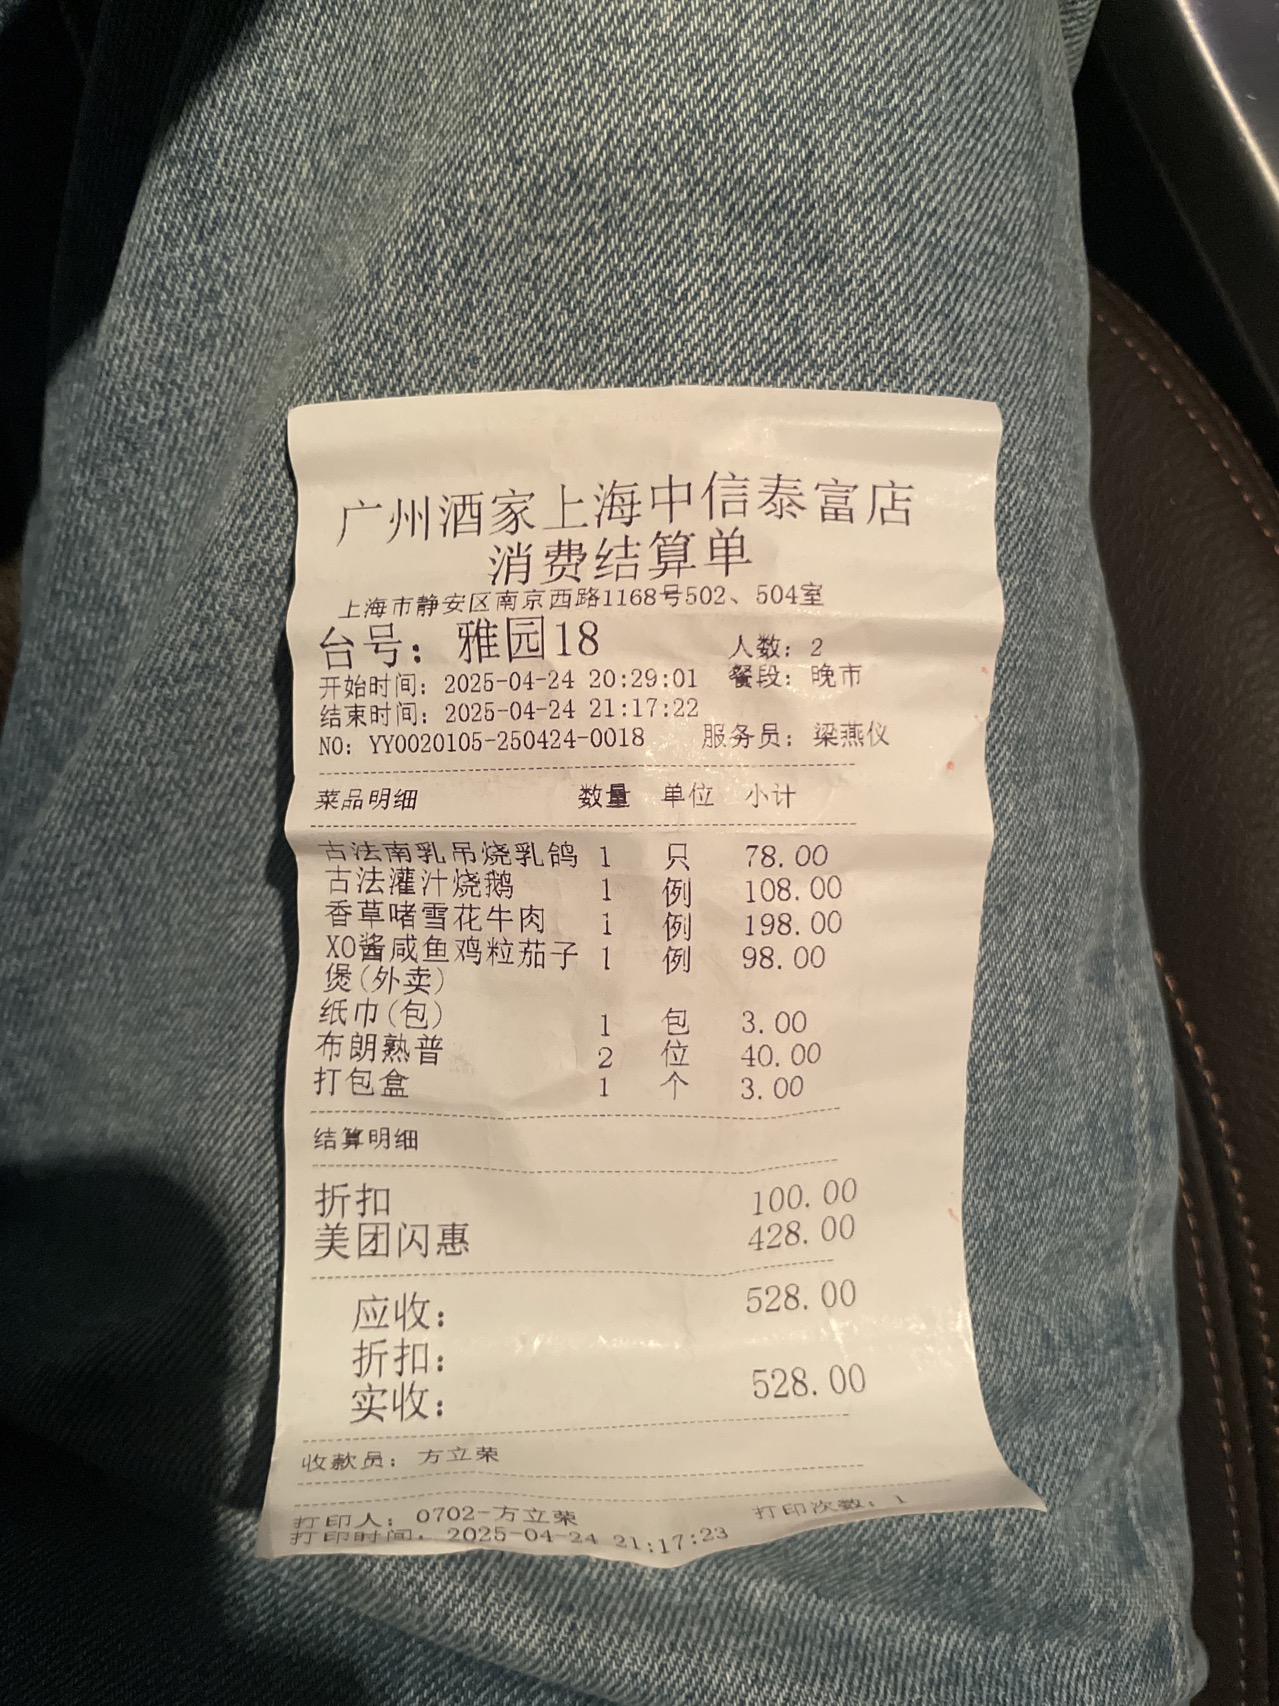 广州酒家上海中信泰富店
消费结算单
上海市静安区南京西路1168号502、504室
台号: 雅园18 人数: 2
开始时间: 2025-04-24 20:29:01 餐段: 晚市
结束时间: 2025-04-24 21:17:22
NO: YY0020105-250424-0018 服务员: 梁燕仪
菜品明细 数量 单位 小计
古法南乳吊烧乳鸽 1 只 78.00
古法灌汁烧鹅 1 例 108.00
香草啫雪花牛肉 1 例 198.00
XO酱咸鱼鸡粒茄子 1 例 98.00
煲(外卖)
纸巾(包) 1 包 3.00
布朗熟普 2 位 40.00
打包盒 1 个 3.00
结算明细
折扣 100.00
美团闪惠 428.00
应收: 528.00
折扣:
实收: 528.00
收款员: 方立荣
打印人: 0702-方立荣 打印次数: 1
打印时间: 2025-04-24 21:17:23